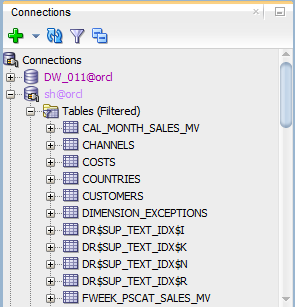 Connections
Connections
DW_011@orcl
sh@orcl
Tables (Filtered)
CAL_MONTH_SALES_MV
CHANNELS
COSTS
COUNTRIES
CUSTOMERS
DIMENSION_EXCEPTIONS
DR$SUP_TEXT_IDX$I
DR$SUP_TEXT_IDX$K
DR$SUP_TEXT_IDX$N
DR$SUP_TEXT_IDX$R
FWEEK_PSCAT_SALES_MV